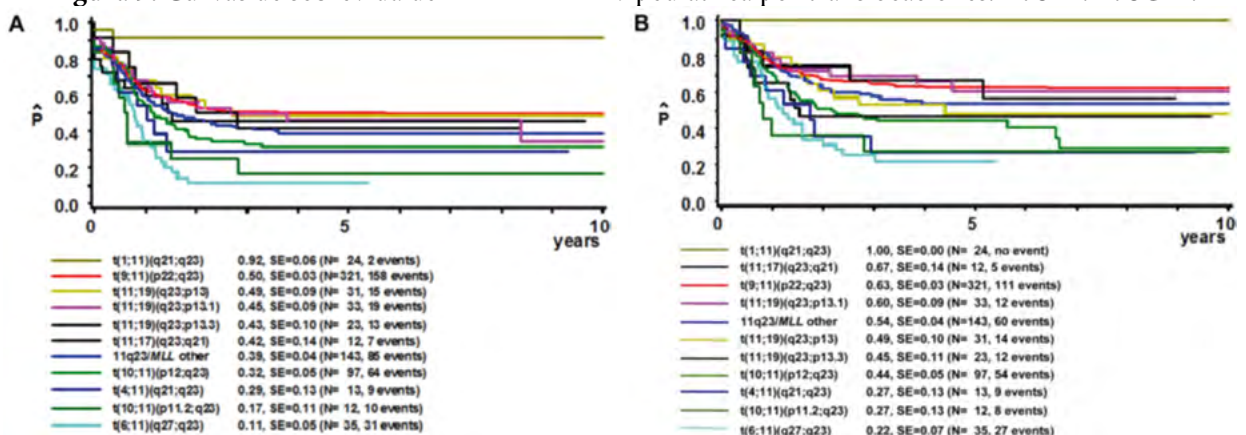 A
1.0
0.8
0.6
0.4
0.2
0.0
P̂
0
5
10
years
t(1;11)(q21;q23) 0.92, SE=0.06 (N= 24, 2 events)
t(9;11)(p22;q23) 0.50, SE=0.03 (N=321, 158 events)
t(11;19)(q23;p13) 0.49, SE=0.09 (N= 31, 15 events)
t(11;19)(q23;p13.1) 0.45, SE=0.09 (N= 33, 19 events)
t(11;19)(q23;p13.3) 0.43, SE=0.10 (N= 23, 13 events)
t(11;17)(q23;q21) 0.42, SE=0.14 (N= 12, 7 events)
11q23/MLL other 0.39, SE=0.04 (N=143, 85 events)
t(10;11)(p12;q23) 0.32, SE=0.05 (N= 97, 64 events)
t(4;11)(q21;q23) 0.29, SE=0.13 (N= 13, 9 events)
t(10;11)(p11.2;q23) 0.17, SE=0.11 (N= 12, 10 events)
t(6;11)(q27;q23) 0.11, SE=0.05 (N= 35, 31 events)
B
1.0
0.8
0.6
0.4
0.2
0.0
P̂
0
5
10
years
t(1;11)(q21;q23) 1.00, SE=0.00 (N= 24, no event)
t(11;17)(q23;q21) 0.67, SE=0.14 (N= 12, 5 events)
t(9;11)(p22;q23) 0.63, SE=0.03 (N=321, 111 events)
t(11;19)(q23;p13.1) 0.60, SE=0.09 (N= 33, 12 events)
11q23/MLL other 0.54, SE=0.04 (N=143, 60 events)
t(11;19)(q23;p13) 0.49, SE=0.10 (N= 31, 14 events)
t(11;19)(q23;p13.3) 0.45, SE=0.11 (N= 23, 12 events)
t(10;11)(p12;q23) 0.44, SE=0.05 (N= 97, 54 events)
t(4;11)(q21;q23) 0.27, SE=0.13 (N= 13, 9 events)
t(10;11)(p11.2;q23) 0.27, SE=0.13 (N= 12, 8 events)
t(6;11)(q27;q23) 0.22, SE=0.07 (N= 35, 27 events)